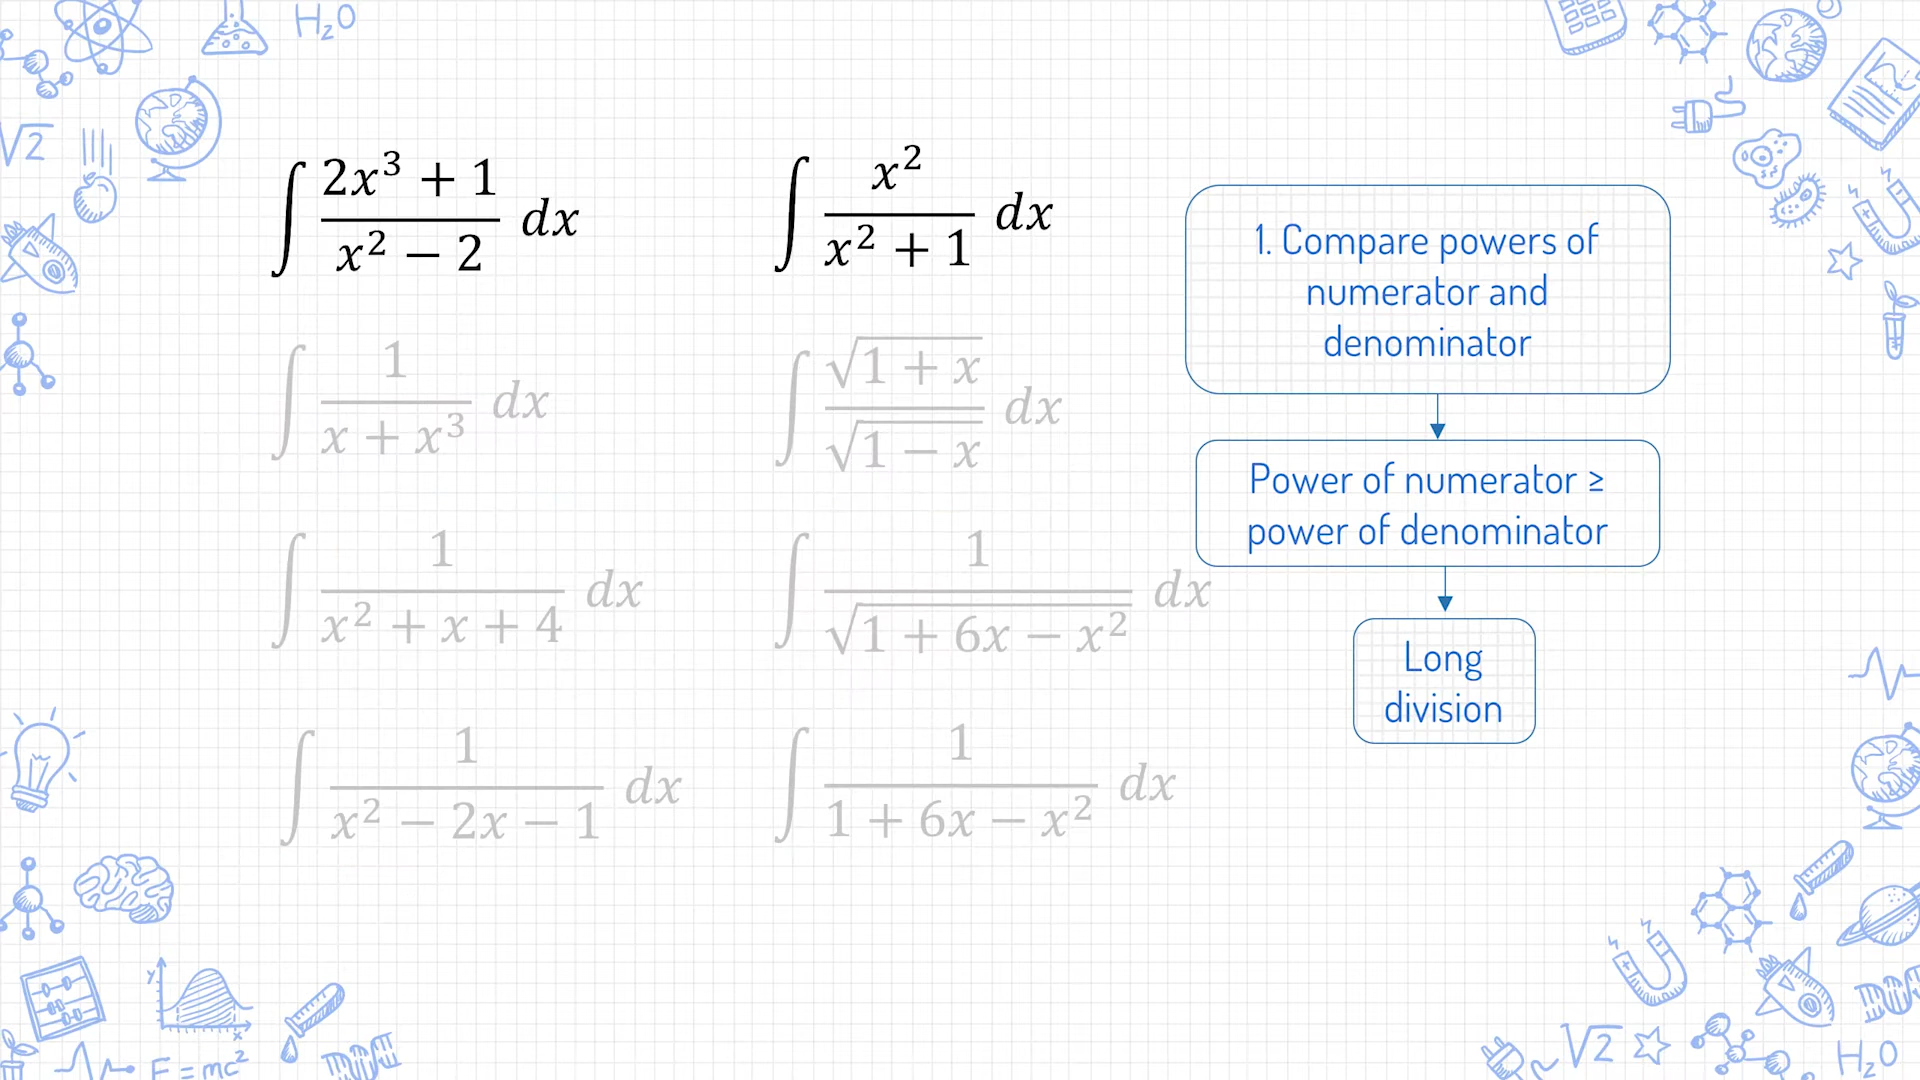 H₂O
√2
∫ (2x³ + 1)/(x² − 2) dx
∫ x²/(x² + 1) dx
∫ 1/(x + x³) dx
∫ √(1 + x)/√(1 − x) dx
∫ 1/(x² + x + 4) dx
∫ 1/√(1 + 6x − x²) dx
∫ 1/(x² − 2x − 1) dx
∫ 1/(1 + 6x − x²) dx
1. Compare powers of
numerator and
denominator
Power of numerator ≥
power of denominator
Long
division
y
x
E = mc²
√2
H₂O